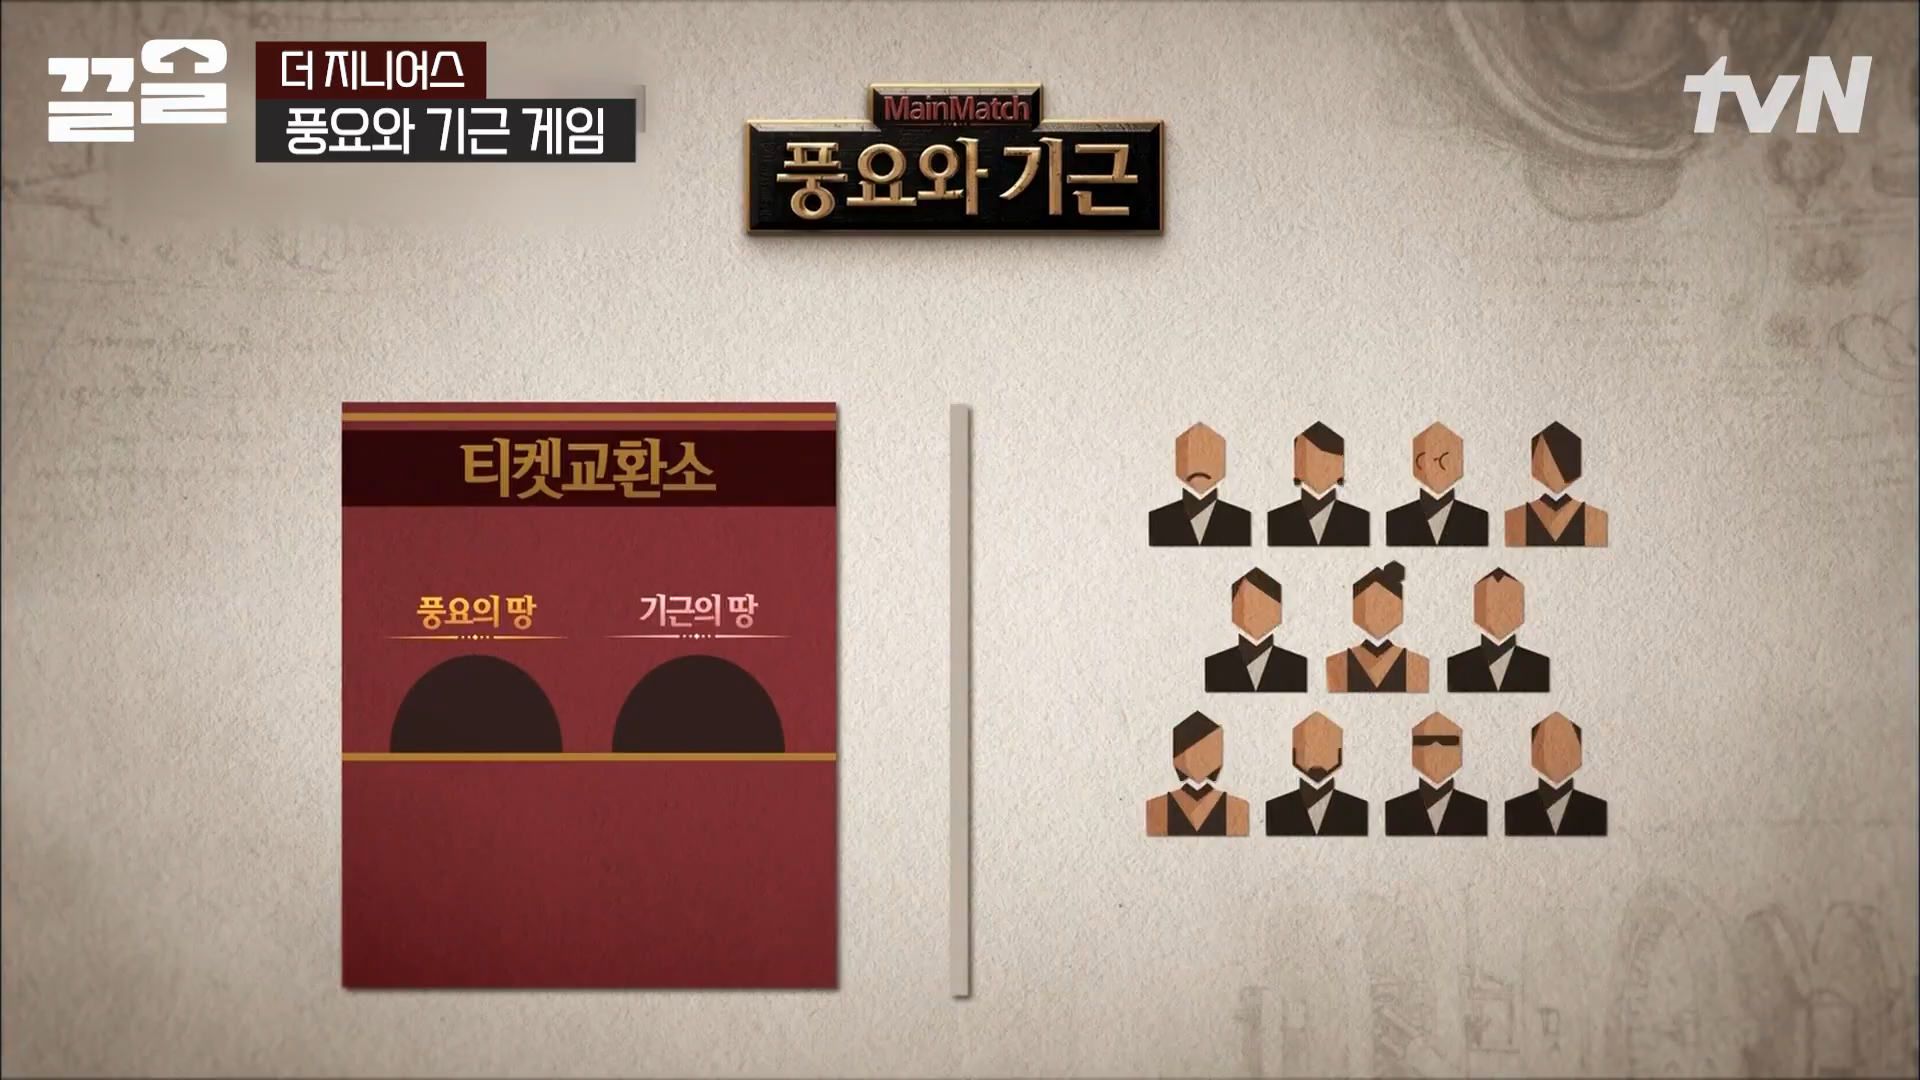 끌올
더 지니어스
풍요와 기근 게임
MainMatch
풍요와 기근
tvN
티켓교환소
풍요의 땅
기근의 땅